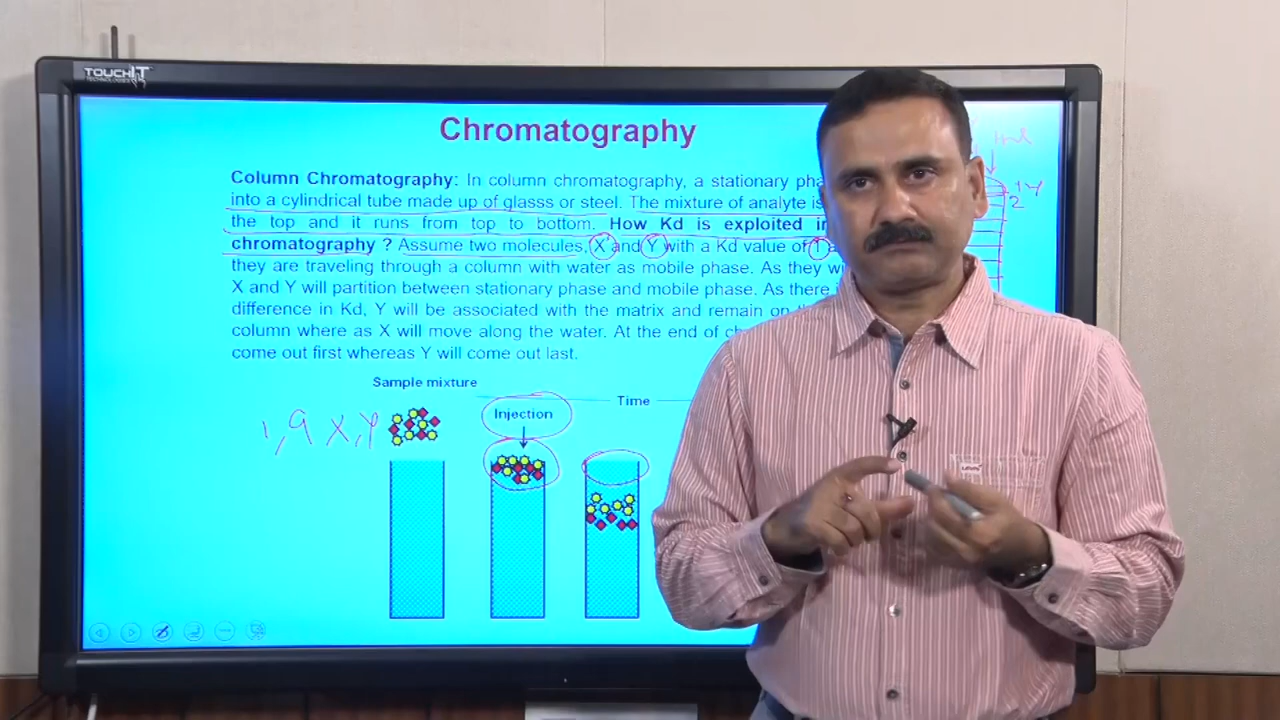 TOUCHIT
TECHNOLOGIES
Chromatography
Column Chromatography: In column chromatography, a stationary pha
into a cylindrical tube made up of glasss or steel. The mixture of analyte is
the top and it runs from top to bottom. How Kd is exploited in
chromatography ? Assume two molecules, X and Y with a Kd value of 1 a
they are traveling through a column with water as mobile phase. As they w
X and Y will partition between stationary phase and mobile phase. As there i
difference in Kd, Y will be associated with the matrix and remain on th
column where as X will move along the water. At the end of ch
come out first whereas Y will come out last.
Sample mixture
Injection
Time
1, 9 X, Y
1ml